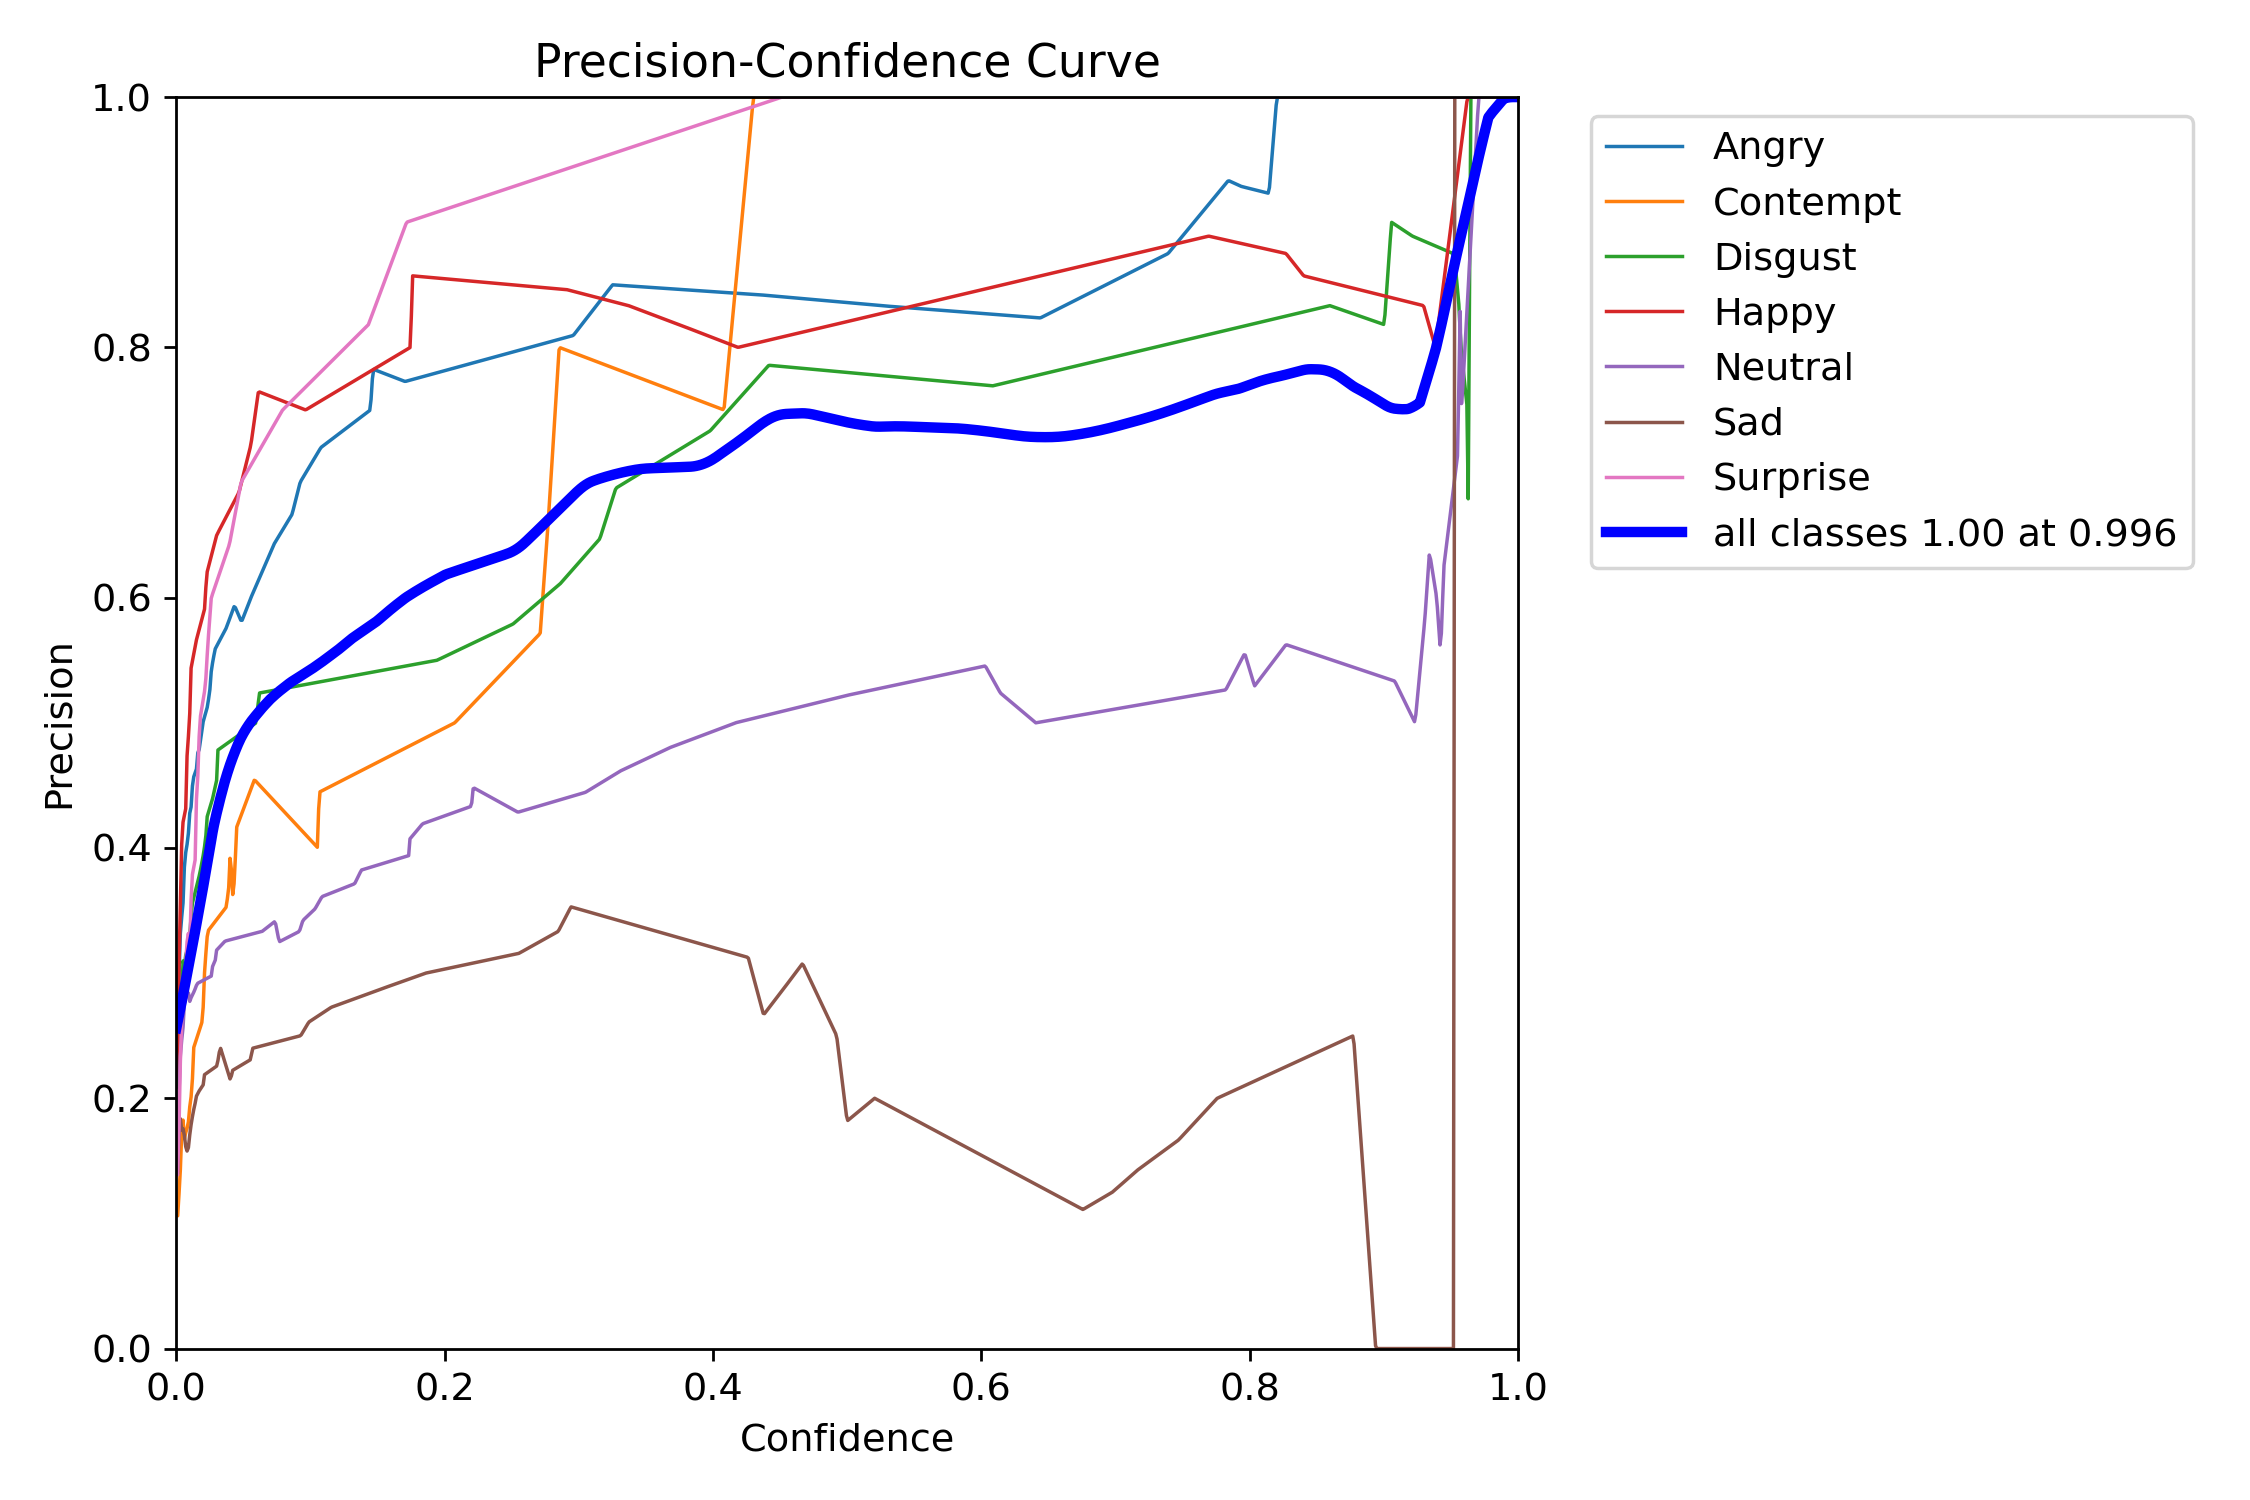 Precision-Confidence Curve
1.0
0.8
0.6
0.4
0.2
0.0
Precision
0.0 0.2 0.4 0.6 0.8 1.0
Confidence
Angry
Contempt
Disgust
Happy
Neutral
Sad
Surprise
all classes 1.00 at 0.996